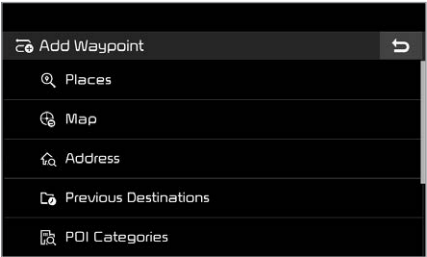 Add Waypoint
Places
Map
Address
Previous Destinations
POI Categories